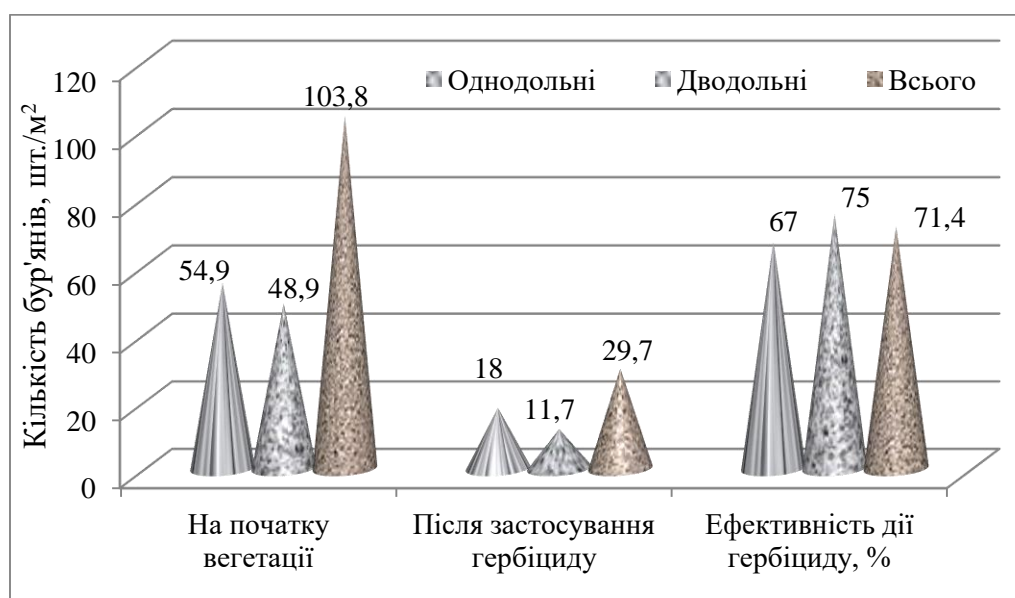 Кількість бур'янів, шт./м²
120
100
80
60
40
20
0
Однодольні Дводольні Всього
54,9
48,9
103,8
18
11,7
29,7
67
75
71,4
На початку
вегетації
Після застосування
гербіциду
Ефективність дії
гербіциду, %